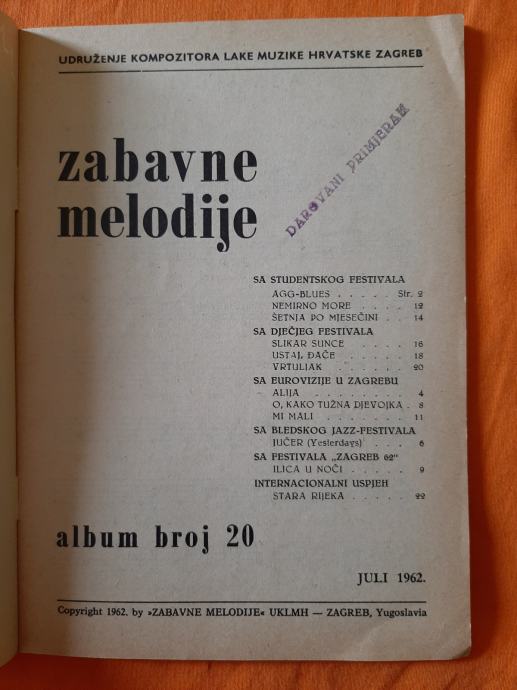 UDRUŽENJE KOMPOZITORA LAKE MUZIKE HRVATSKE ZAGREB
zabavne
melodije
DAROVANI PRIMJERAK
SA STUDENTSKOG FESTIVALA
AGG-BLUES . . . . . Str. 2
NEMIRNO MORE . . . . 12
ŠETNJA PO MJESEČINI . . 14
SA DJEČJEG FESTIVALA
SLIKAR SUNCE . . . . 16
USTAJ, ĐAČE . . . . 18
VRTULJAK . . . . . . 20
SA EUROVIZIJE U ZAGREBU
ALIJA . . . . . . . . 4
O, KAKO TUŽNA DJEVOJKA . 8
MI MALI . . . . . . . 11
SA BLEDSKOG JAZZ-FESTIVALA
JUČER (Yesterdays) . . . 6
SA FESTIVALA „ZAGREB 62"
ILICA U NOĆI . . . . . 9
INTERNACIONALNI USPJEH
STARA RIJEKA . . . . . 22
album broj 20
JULI 1962.
Copyright 1962. by »ZABAVNE MELODIJE« UKLMH — ZAGREB, Yugoslavia